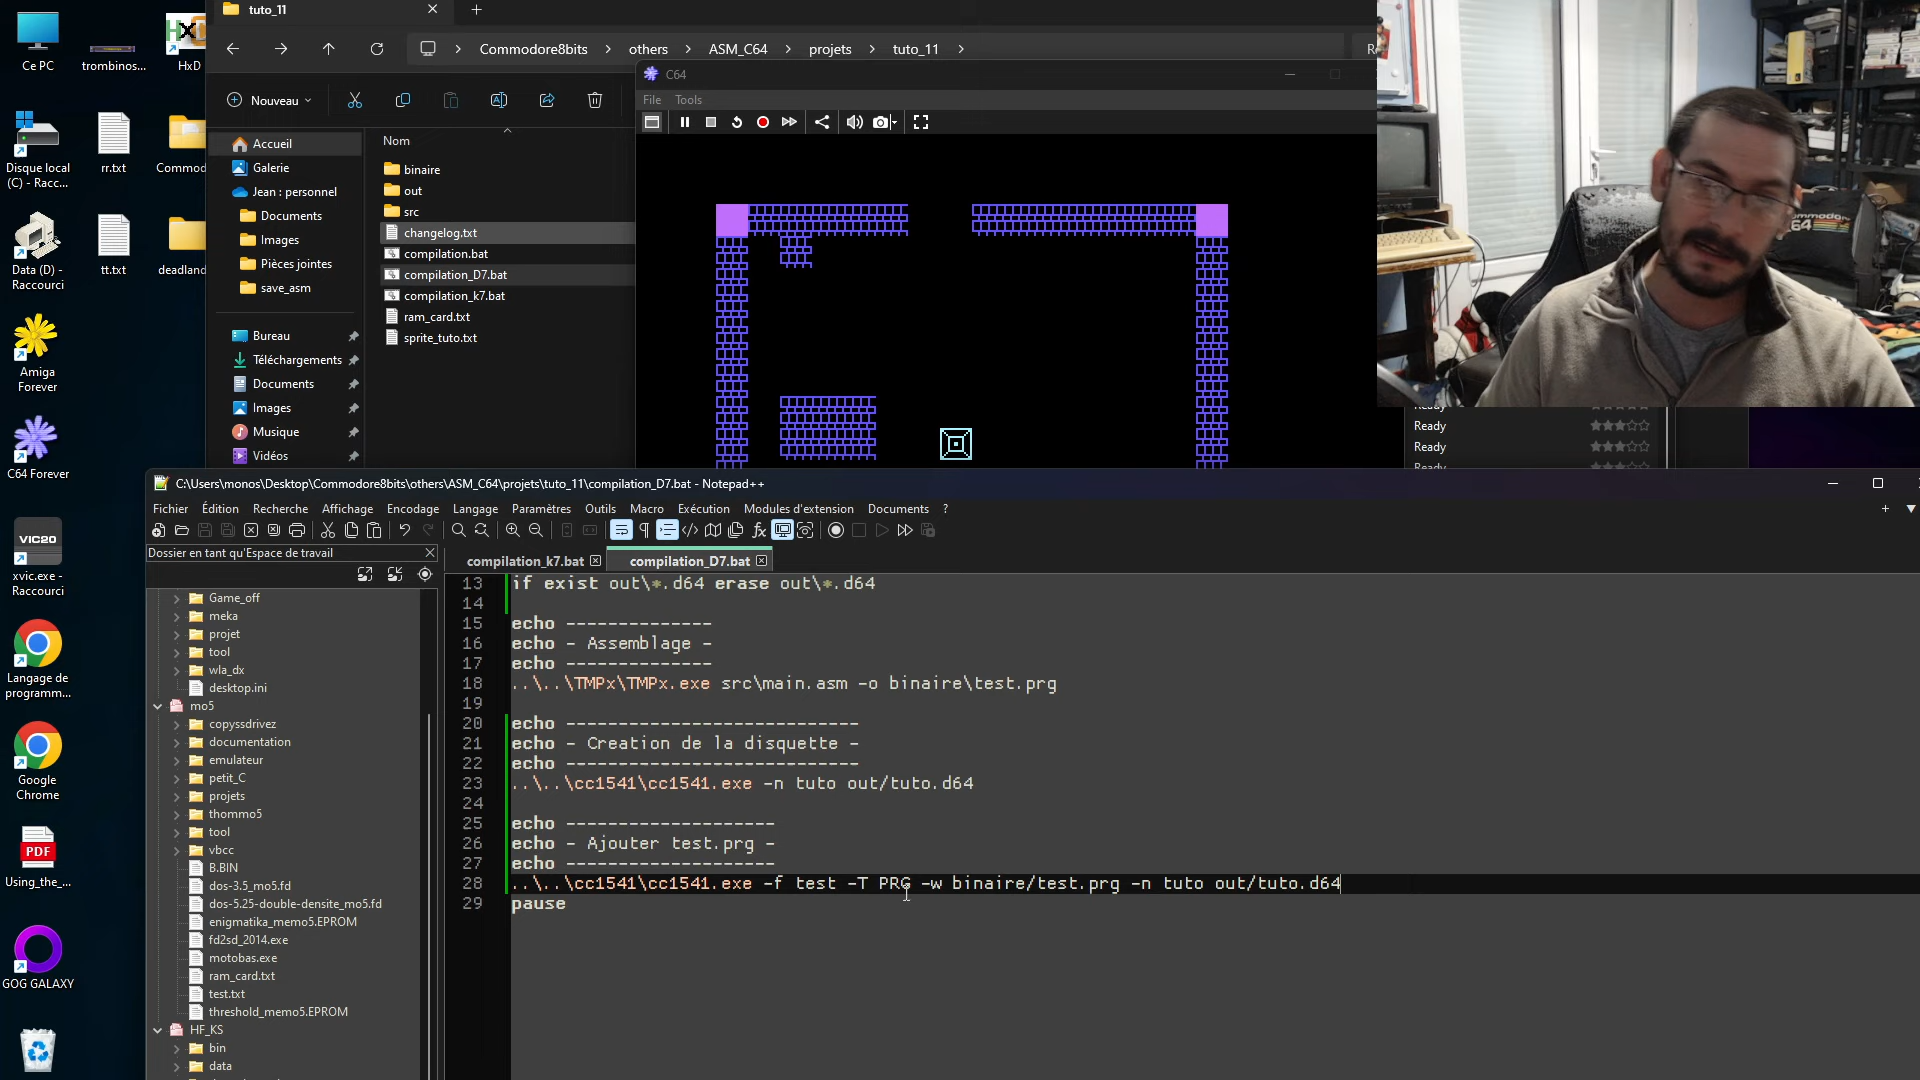 tuto_11
Commodore8bits
others
ASM_C64
projets
tuto_11
Nouveau
Accueil
Galerie
Jean : personnel
Documents
Images
Pièces jointes
save_asm
Bureau
Téléchargements
Documents
Images
Musique
Vidéos
Nom
binaire
out
src
changelog.txt
compilation.bat
compilation_D7.bat
compilation_k7.bat
ram_card.txt
sprite_tuto.txt
C64
File Tools
Ce PC
trombinos...
HxD
Disque local
(C) - Racc...
rr.txt
Commod
Data (D) -
Raccourci
tt.txt
deadland
Amiga
Forever
C64 Forever
VIC20
xvic.exe -
Raccourci
Langage de
programm...
Google
Chrome
PDF
Using_the_...
GOG GALAXY
commodore
64
Ready
Ready
Ready
Ready
C:\Users\monos\Desktop\Commodore8bits\others\ASM_C64\projets\tuto_11\compilation_D7.bat - Notepad++
Fichier Édition Recherche Affichage Encodage Langage Paramètres Outils Macro Exécution Modules d'extension Documents ?
Dossier en tant qu'Espace de travail
Game_off
meka
projet
tool
wla_dx
desktop.ini
mo5
copyssdrivez
documentation
emulateur
petit_C
projets
thommo5
tool
vbcc
B.BIN
dos-3.5_mo5.fd
dos-5.25-double-densite_mo5.fd
enigmatika_memo5.EPROM
fd2sd_2014.exe
motobas.exe
ram_card.txt
test.txt
threshold_memo5.EPROM
HF_KS
bin
data
compilation_k7.bat
compilation_D7.bat
13 if exist out\*.d64 erase out\*.d64
14
15 echo --------------
16 echo - Assemblage -
17 echo --------------
18 ..\..\TMPx\TMPx.exe src\main.asm -o binaire\test.prg
19
20 echo ----------------------------
21 echo - Creation de la disquette -
22 echo ----------------------------
23 ..\..\cc1541\cc1541.exe -n tuto out/tuto.d64
24
25 echo --------------------
26 echo - Ajouter test.prg -
27 echo --------------------
28 ..\..\cc1541\cc1541.exe -f test -T PRG -w binaire/test.prg -n tuto out/tuto.d64
29 pause